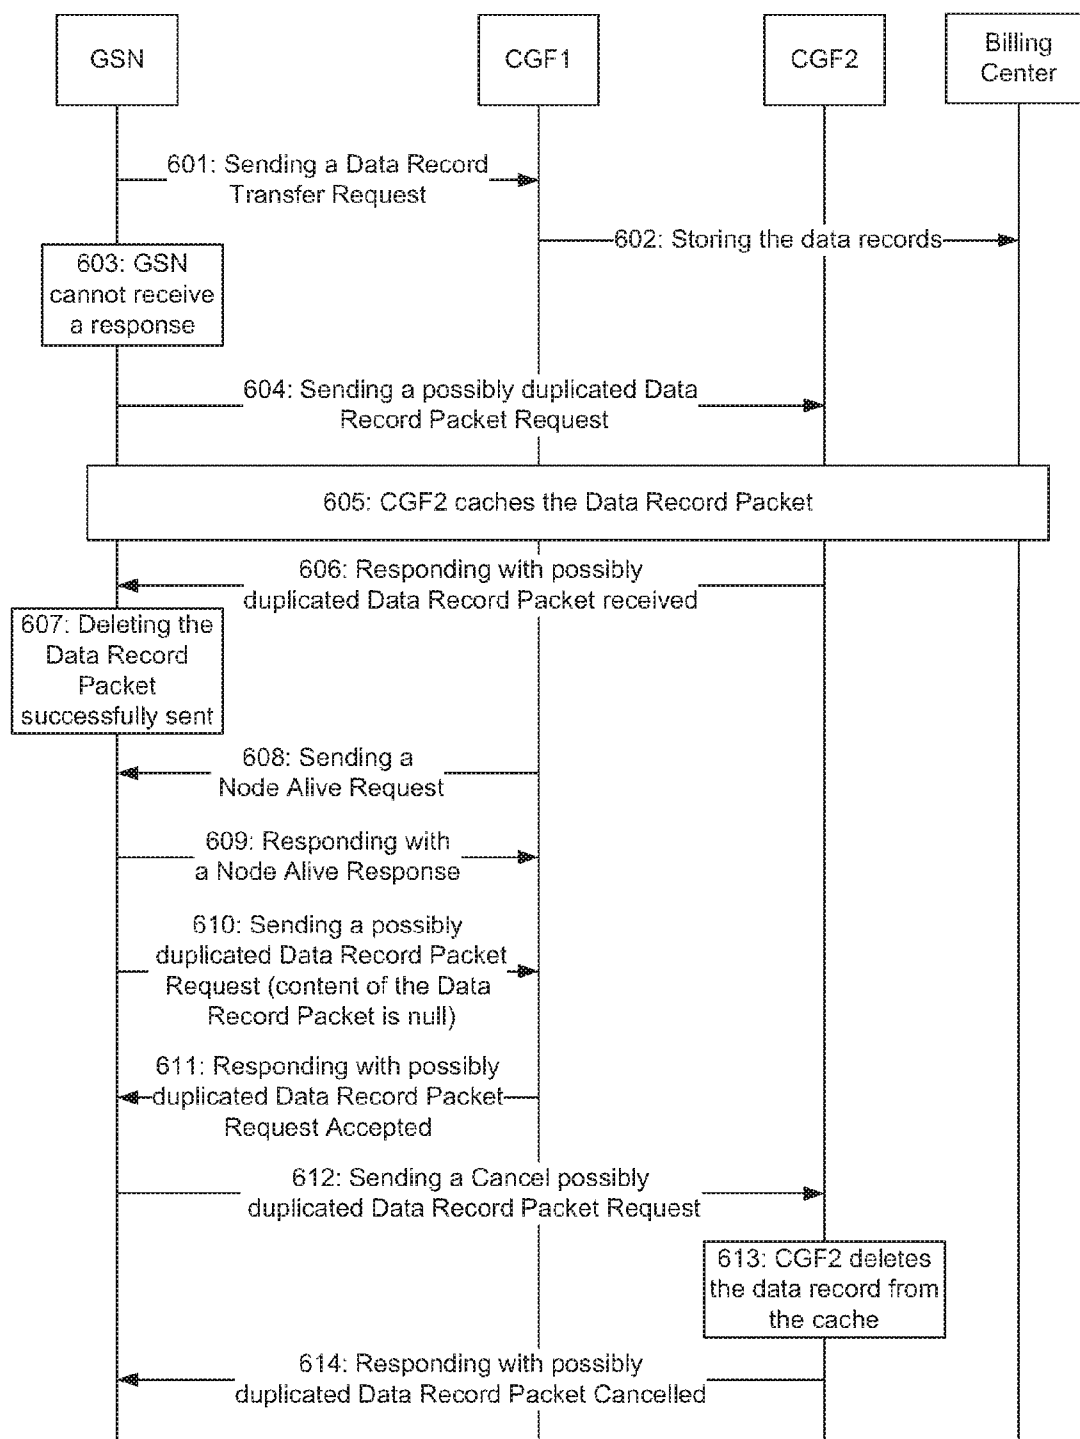 GSN
CGF1
CGF2
Billing
Center
601: Sending a Data Record
Transfer Request
602: Storing the data records
603: GSN
cannot receive
a response
604: Sending a possibly duplicated Data
Record Packet Request
605: CGF2 caches the Data Record Packet
606: Responding with possibly
duplicated Data Record Packet received
607: Deleting the
Data Record
Packet
successfully sent
608: Sending a
Node Alive Request
609: Responding with
a Node Alive Response
610: Sending a possibly
duplicated Data Record Packet
Request (content of the Data
Record Packet is null)
611: Responding with possibly
duplicated Data Record Packet
Request Accepted
612: Sending a Cancel possibly
duplicated Data Record Packet Request
613: CGF2 deletes
the data record from
the cache
614: Responding with possibly
duplicated Data Record Packet Cancelled